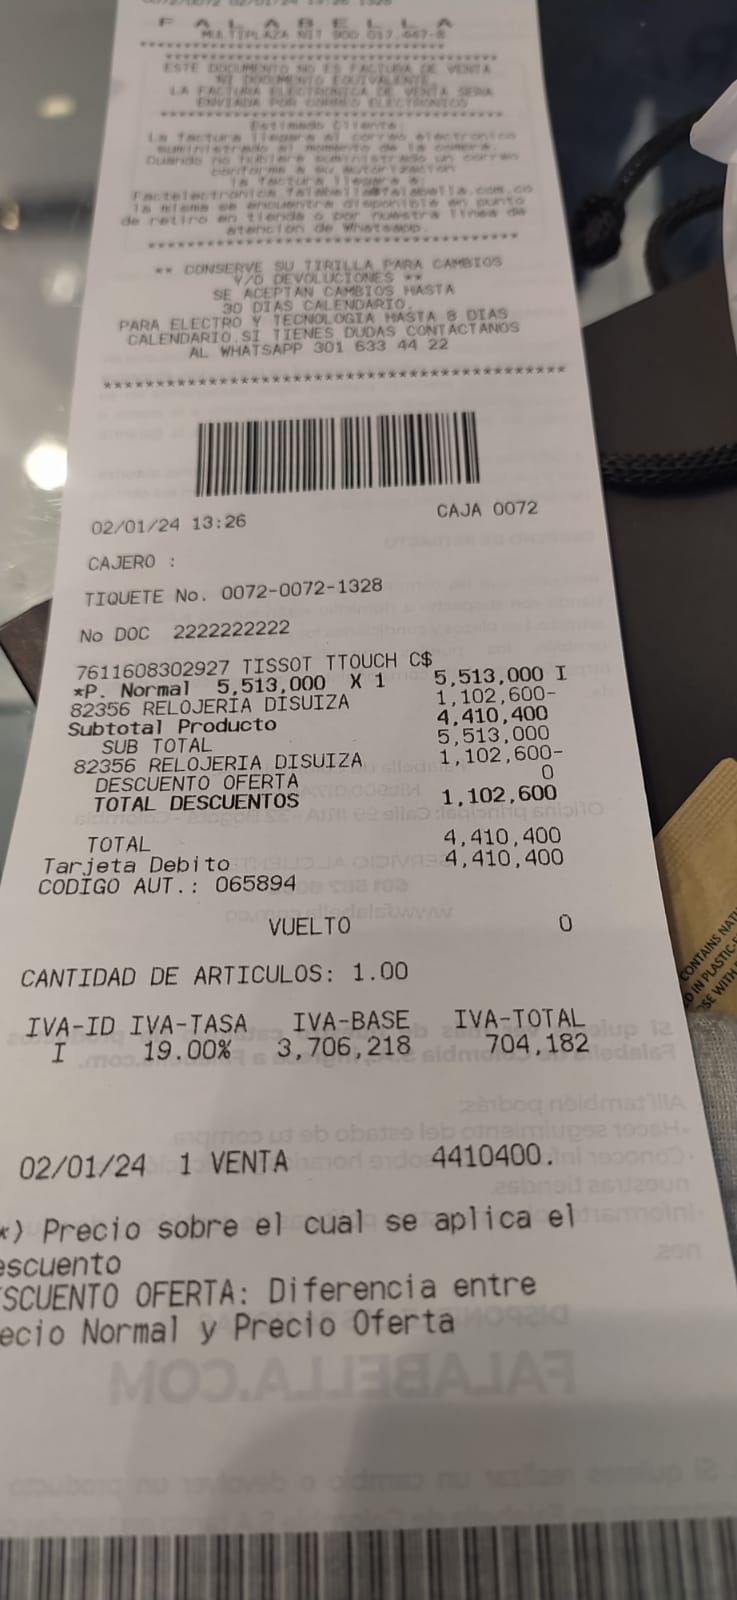 F A L A B E L L A
MULTIPLAZA NIT 900.017.447-8
****************************************
ESTE DOCUMENTO NO ES FACTURA DE VENTA
NI DOCUMENTO EQUIVALENTE.
LA FACTURA ELECTRONICA DE VENTA SERA
ENVIADA POR CORREO ELECTRONICO
****************************************
Estimado Cliente:
La factura llegara al correo electronico
suministrado al momento de la compra.
Cuando no hubiere suministrado un correo
conforme a su autorizacion
la factura llegara a:
la misma se encuentra disponible en punto
de retiro en tienda o por nuestra linea de
atencion de Whatsapp.
****************************************
** CONSERVE SU TIRILLA PARA CAMBIOS
Y/O DEVOLUCIONES **
SE ACEPTAN CAMBIOS HASTA
30 DIAS CALENDARIO.
PARA ELECTRO Y TECNOLOGIA HASTA 8 DIAS
CALENDARIO.SI TIENES DUDAS CONTACTANOS
AL WHATSAPP 301 633 44 22
********************************************
02/01/24 13:26 CAJA 0072
CAJERO :
TIQUETE No. 0072-0072-1328
No DOC 2222222222
7611608302927 TISSOT TTOUCH C$
*P. Normal 5,513,000 X 1 5,513,000 I
82356 RELOJERIA DISUIZA 1,102,600-
Subtotal Producto 4,410,400
SUB TOTAL 5,513,000
82356 RELOJERIA DISUIZA 1,102,600-
DESCUENTO OFERTA 0
TOTAL DESCUENTOS 1,102,600
TOTAL 4,410,400
Tarjeta Debito 4,410,400
CODIGO AUT.: 065894
VUELTO 0
CANTIDAD DE ARTICULOS: 1.00
IVA-ID IVA-TASA IVA-BASE IVA-TOTAL
I 19.00% 3,706,218 704,182
02/01/24 1 VENTA 4410400.
*) Precio sobre el cual se aplica el
escuento
SCUENTO OFERTA: Diferencia entre
ecio Normal y Precio Oferta
FALABELLA.COM
CONTAINS NAT